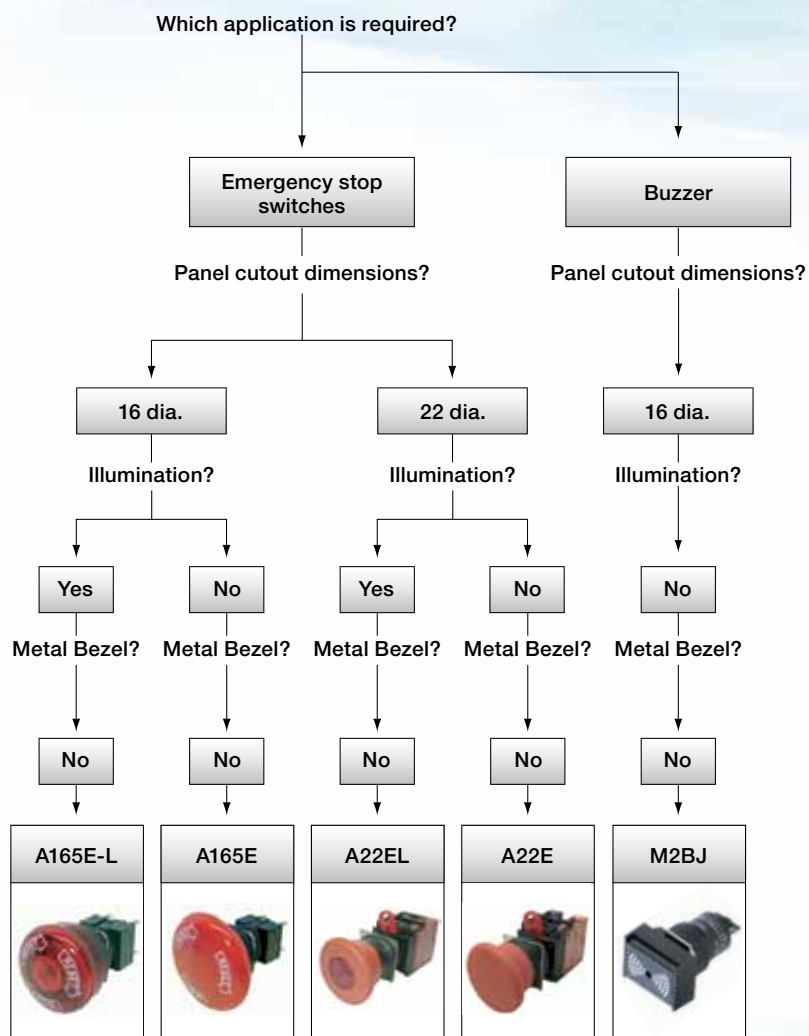 Which application is required?
Emergency stop
switches
Buzzer
Panel cutout dimensions?
Panel cutout dimensions?
16 dia.
22 dia.
16 dia.
Illumination?
Illumination?
Illumination?
Yes
No
Yes
No
No
Metal Bezel?
Metal Bezel?
Metal Bezel?
Metal Bezel?
Metal Bezel?
No
No
No
No
No
A165E-L
A165E
A22EL
A22E
M2BJ